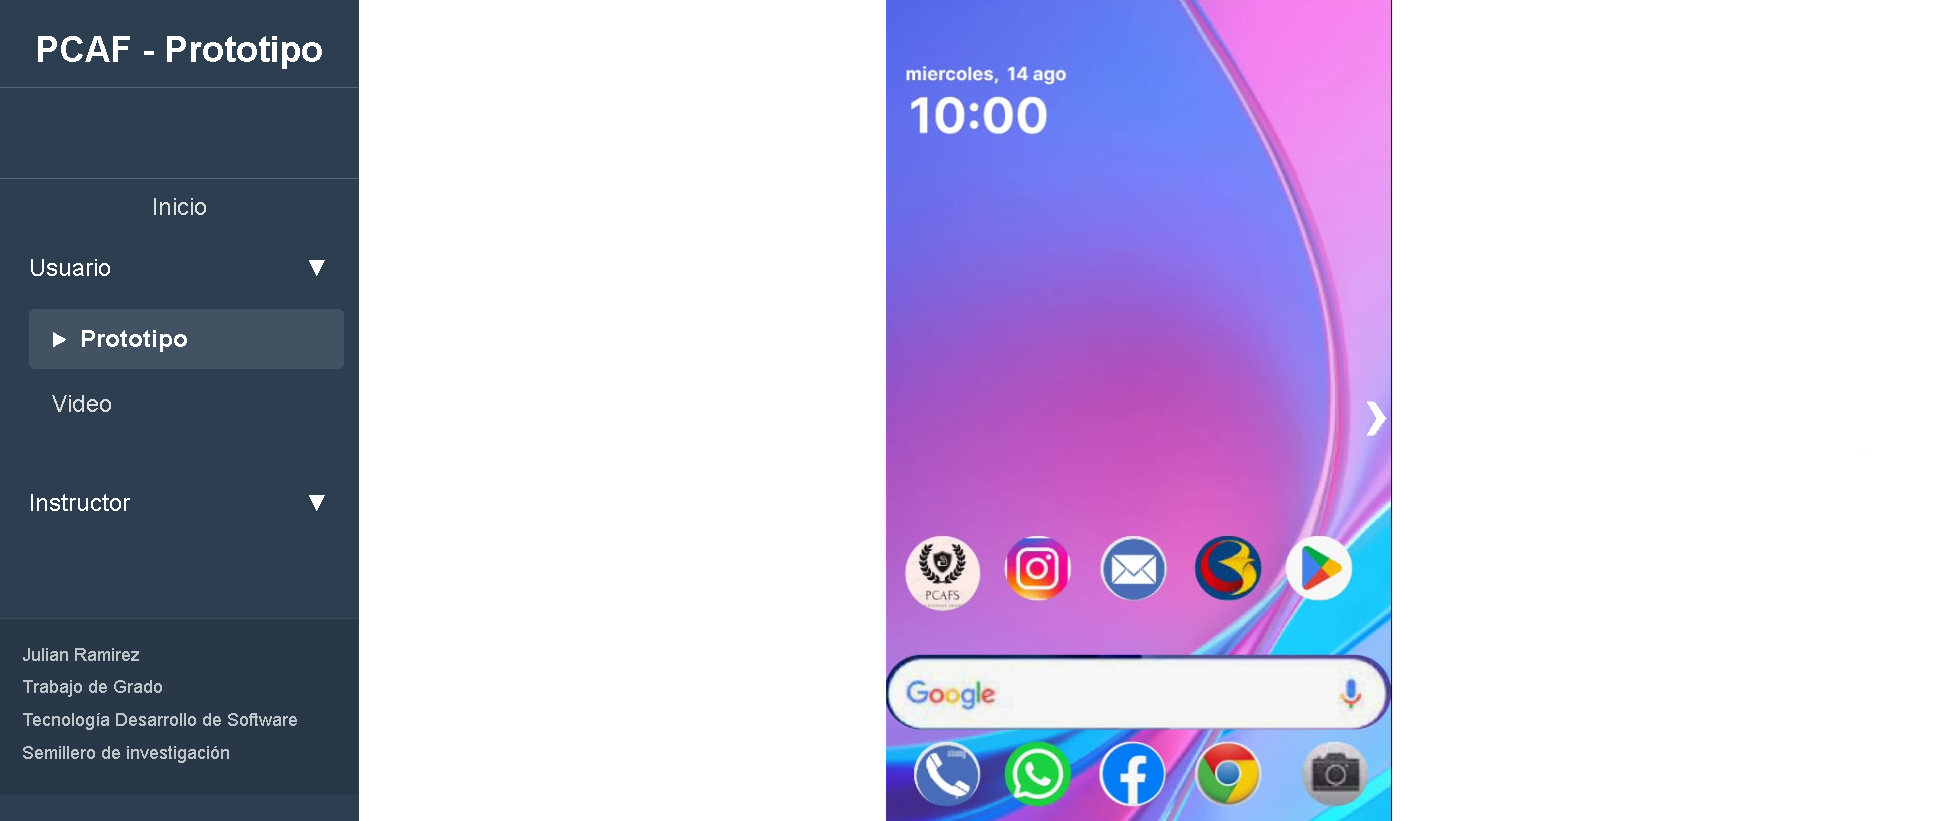 PCAF - Prototipo
Inicio
Usuario
Prototipo
Video
Instructor
Julian Ramirez
Trabajo de Grado
Tecnología Desarrollo de Software
Semillero de investigación
miercoles, 14 ago
10:00
PCAFS
Google